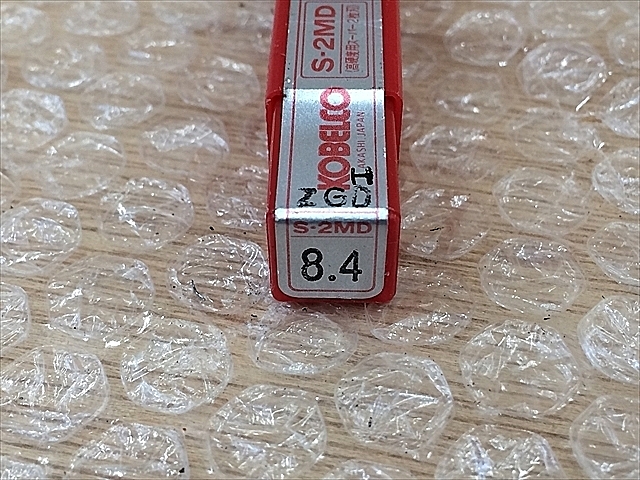 S-2MD
KOBELCO
AKASHI JAPAN
H
ZGD
S-2MD
8.4